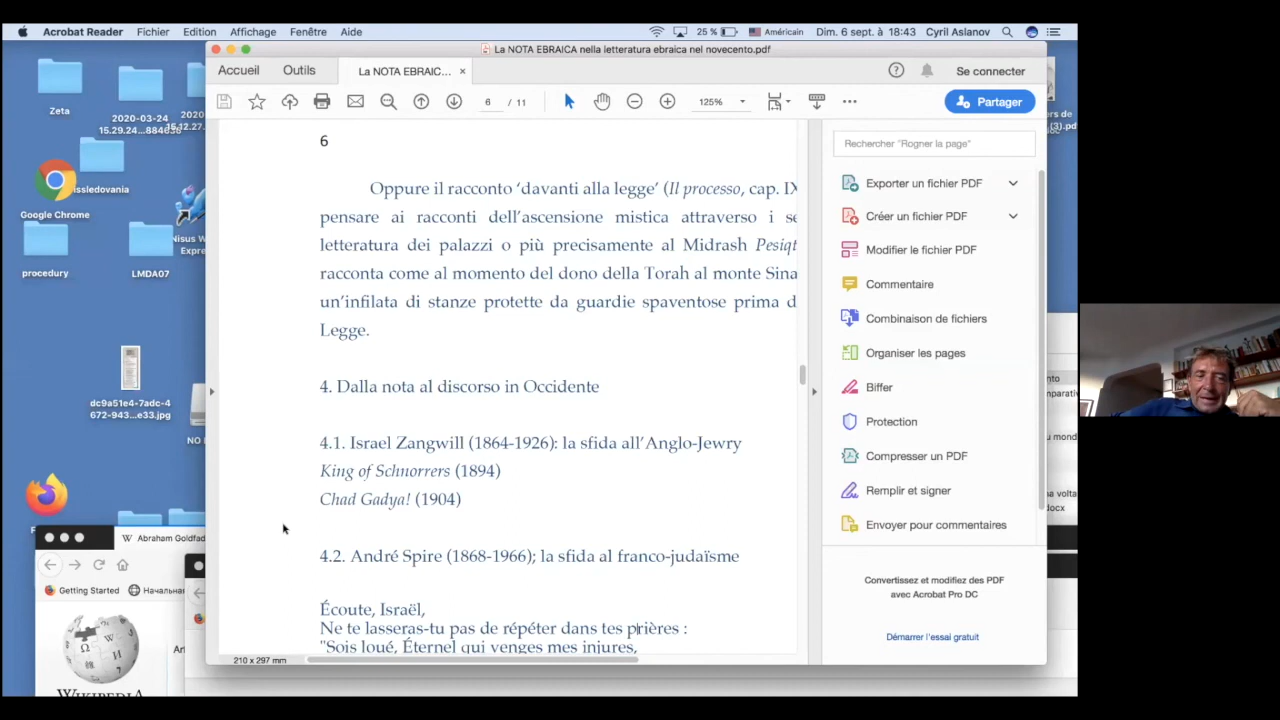 Acrobat Reader Fichier Edition Affichage Fenêtre Aide 25 % Américain Dim. 6 sept. à 18:43 Cyril Aslanov
La NOTA EBRAICA nella letteratura ebraica nel novecento.pdf
Accueil Outils La NOTA EBRAIC... × Se connecter
6 / 11 125% Partager
Zeta
2020-03-24
15.29.24
issledovania
Google Chrome
Nisus W
Expre
procedury
LMDA07
dc9a51e4-7adc-4
672-943...e33.jpg
NO
6
Oppure il racconto ‘davanti alla legge’ (Il processo, cap. IX
pensare ai racconti dell’ascensione mistica attraverso i se
letteratura dei palazzi o più precisamente al Midrash Pesiqt
racconta come al momento del dono della Torah al monte Sina
un’infilata di stanze protette da guardie spaventose prima d
Legge.
4. Dalla nota al discorso in Occidente
4.1. Israel Zangwill (1864-1926): la sfida all’Anglo-Jewry
King of Schnorrers (1894)
Chad Gadya! (1904)
4.2. André Spire (1868-1966); la sfida al franco-judaïsme
Écoute, Israël,
Ne te lasseras-tu pas de répéter dans tes prières :
"Sois loué, Éternel qui venges mes injures,
210 x 297 mm
Rechercher "Rogner la page"
Exporter un fichier PDF
Créer un fichier PDF
Modifier le fichier PDF
Commentaire
Combinaison de fichiers
Organiser les pages
Biffer
Protection
Compresser un PDF
Remplir et signer
Envoyer pour commentaires
Convertissez et modifiez des PDF
avec Acrobat Pro DC
Démarrer l'essai gratuit
W Abraham Goldfad
Getting Started Начальная
WIKIPEDIA